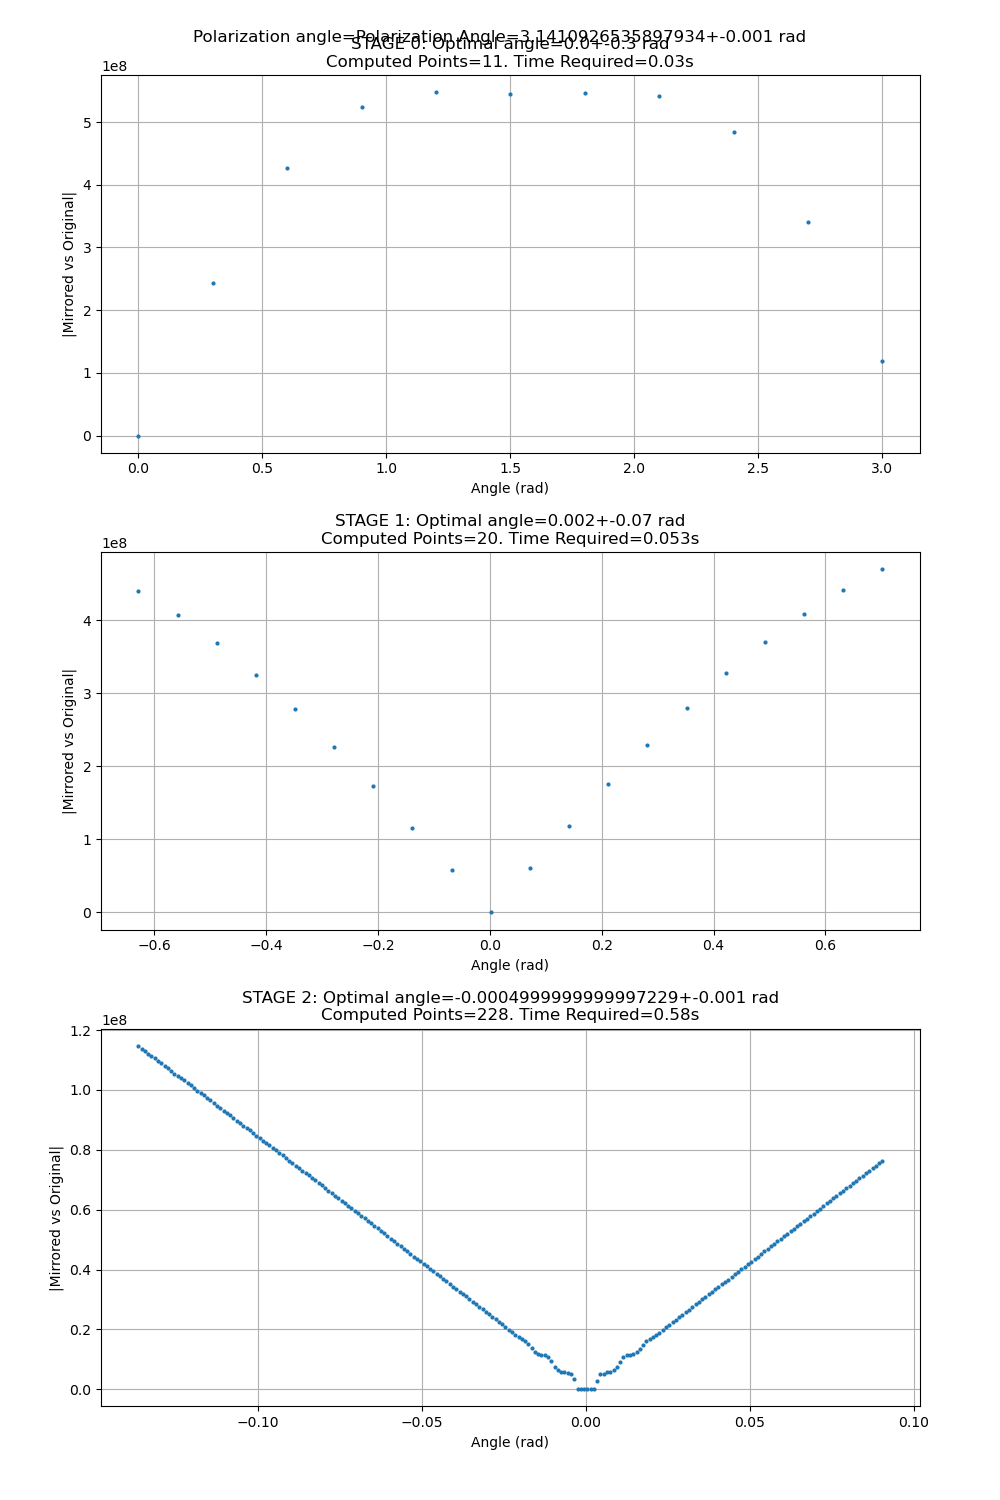 Polarization angle=Polarization Angle=3.1410926535897934+-0.001 rad
STAGE 0: Optimal angle=0.0+-0.3 rad
Computed Points=11. Time Required=0.03s
1e8
5
4
3
2
1
0
|Mirrored vs Original|
0.0 0.5 1.0 1.5 2.0 2.5 3.0
Angle (rad)
STAGE 1: Optimal angle=0.002+-0.07 rad
Computed Points=20. Time Required=0.053s
1e8
4
3
2
1
0
|Mirrored vs Original|
−0.6 −0.4 −0.2 0.0 0.2 0.4 0.6
Angle (rad)
STAGE 2: Optimal angle=-0.0004999999999997229+-0.001 rad
Computed Points=228. Time Required=0.58s
1e8
1.2
1.0
0.8
0.6
0.4
0.2
0.0
|Mirrored vs Original|
−0.10 −0.05 0.00 0.05 0.10
Angle (rad)